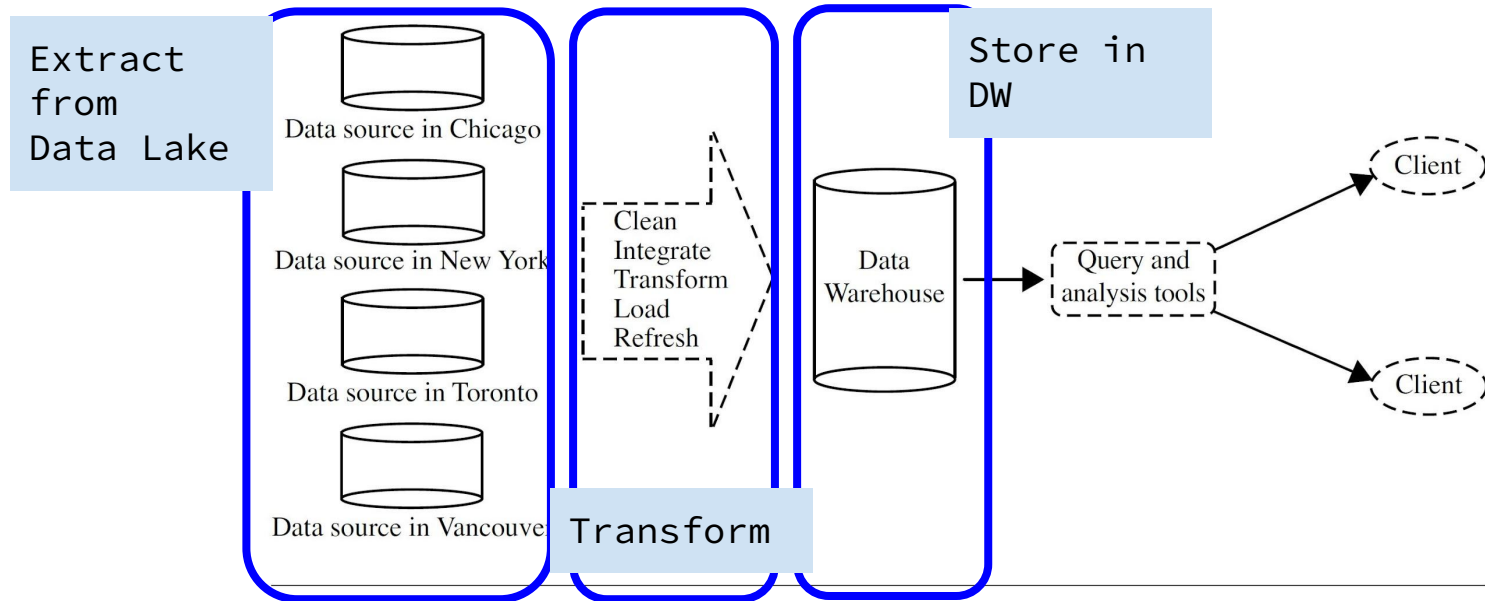 Extract
from
Data Lake
Data source in Chicago
Data source in New York
Data source in Toronto
Data source in Vancouve
Clean
Integrate
Transform
Load
Refresh
Transform
Store in
DW
Data
Warehouse
Query and
analysis tools
Client
Client